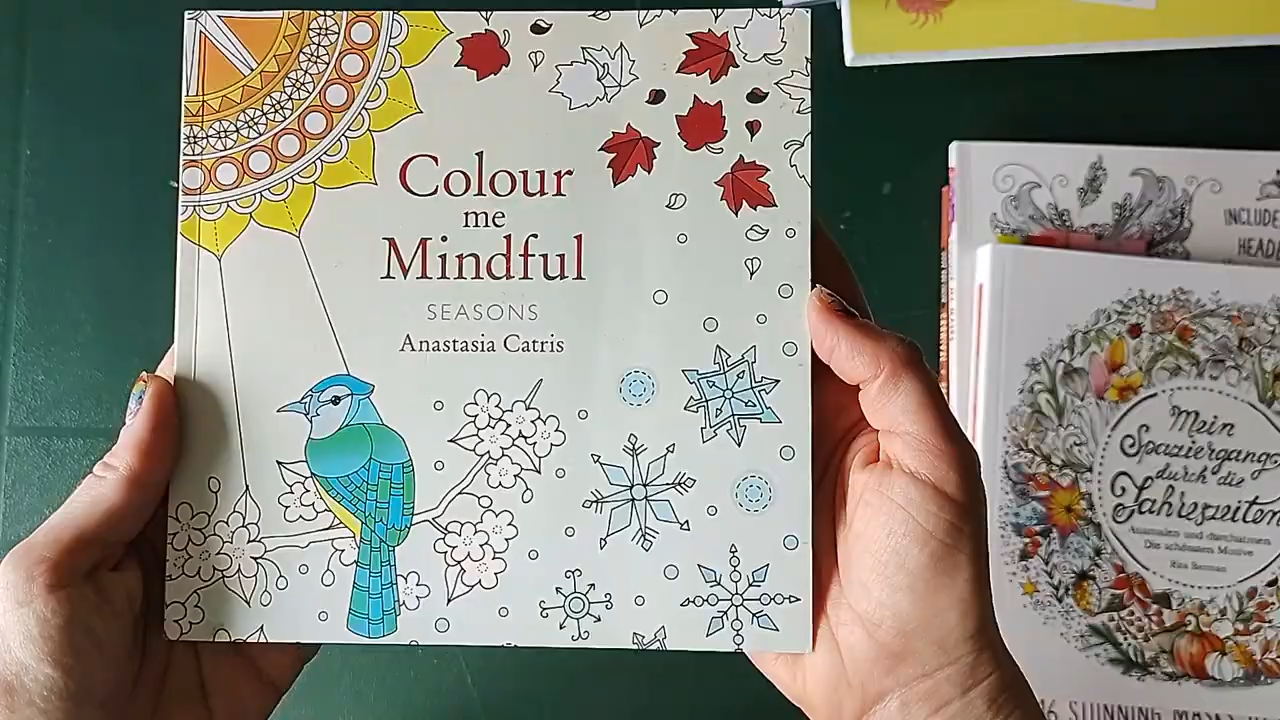 Colour
me
Mindful
SEASONS
Anastasia Catris
INCLUDE
HEAD
Mein
Spaziergang
durch die
Jahreszeiten
Ausmalen und durchatmen
Die schönsten Motive
Rita Berman